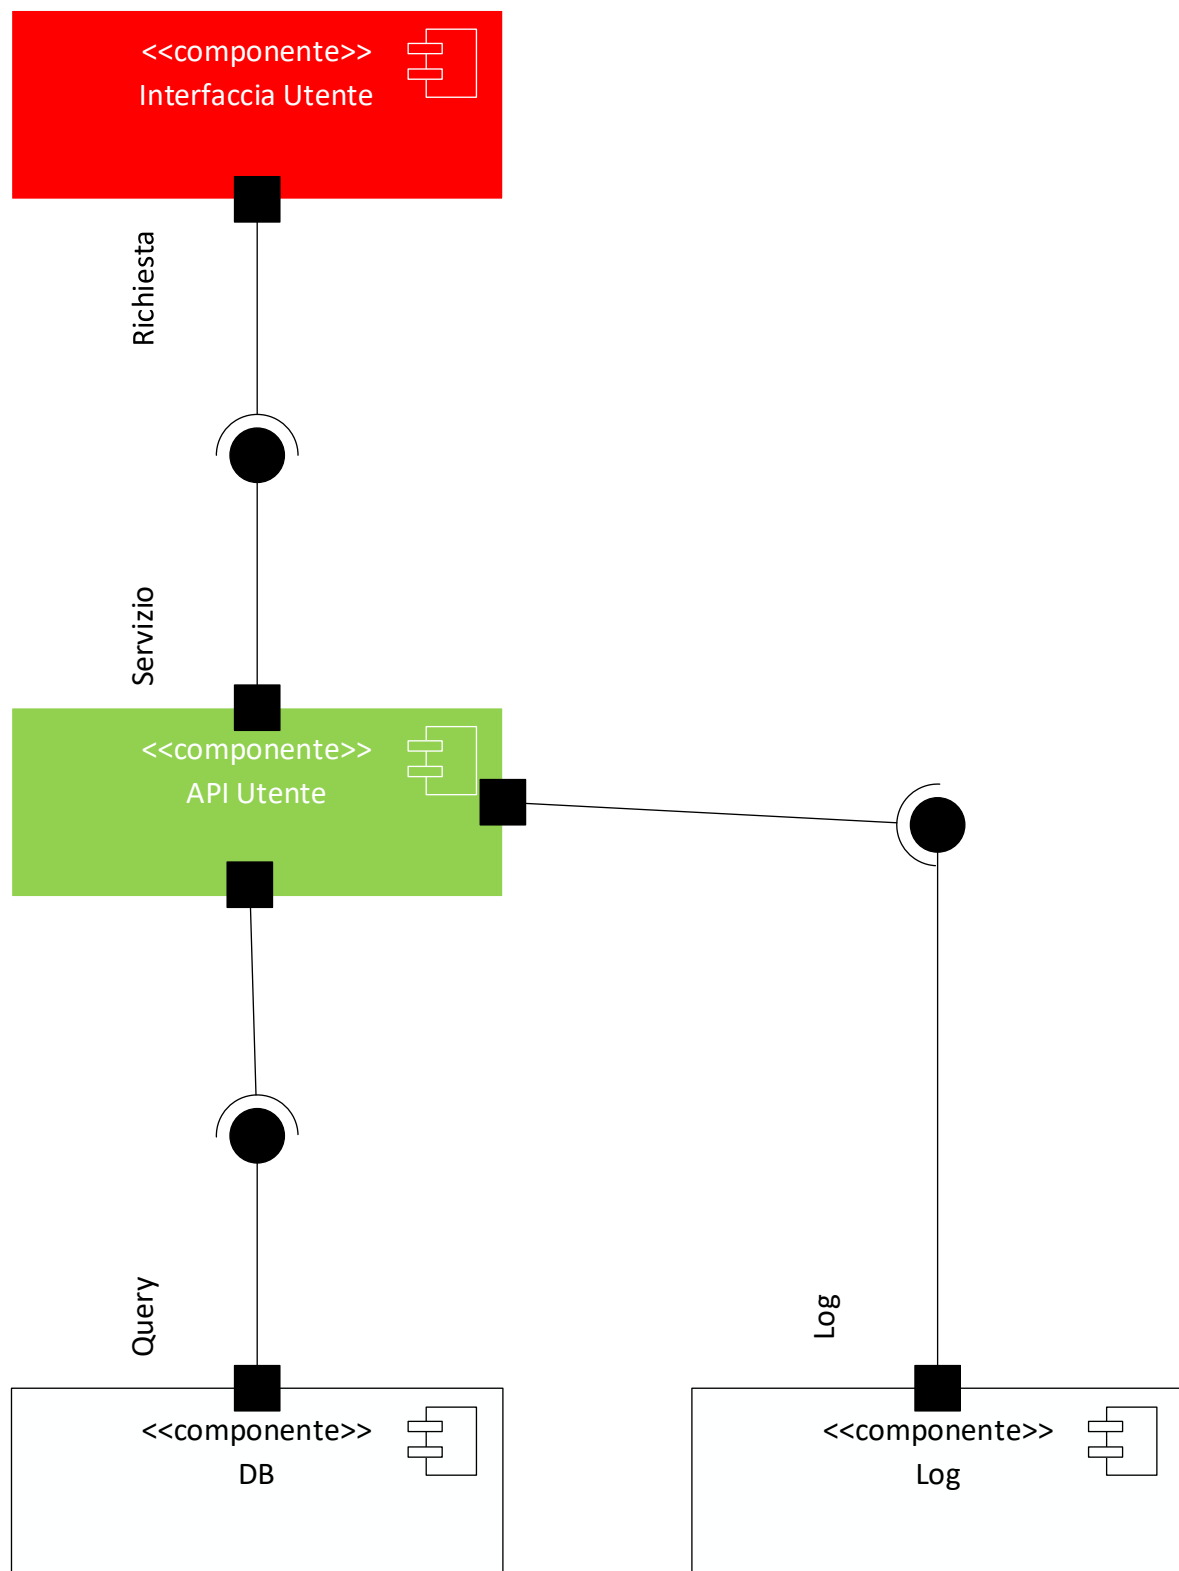 <<componente>>
Interfaccia Utente
Richiesta
Servizio
<<componente>>
API Utente
Query
Log
<<componente>>
DB
<<componente>>
Log